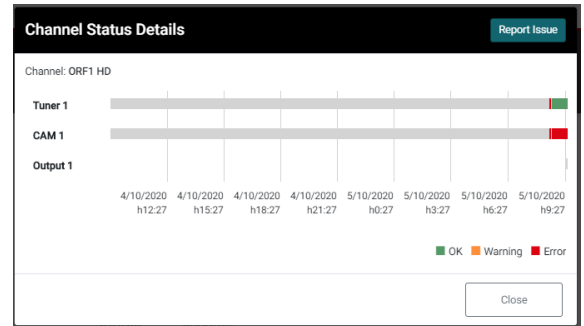 Channel Status Details
Report Issue
Channel: ORF1 HD
Tuner 1
CAM 1
Output 1
4/10/2020 4/10/2020 4/10/2020 4/10/2020 5/10/2020 5/10/2020 5/10/2020 5/10/2020
h12:27 h15:27 h18:27 h21:27 h0:27 h3:27 h6:27 h9:27
OK Warning Error
Close